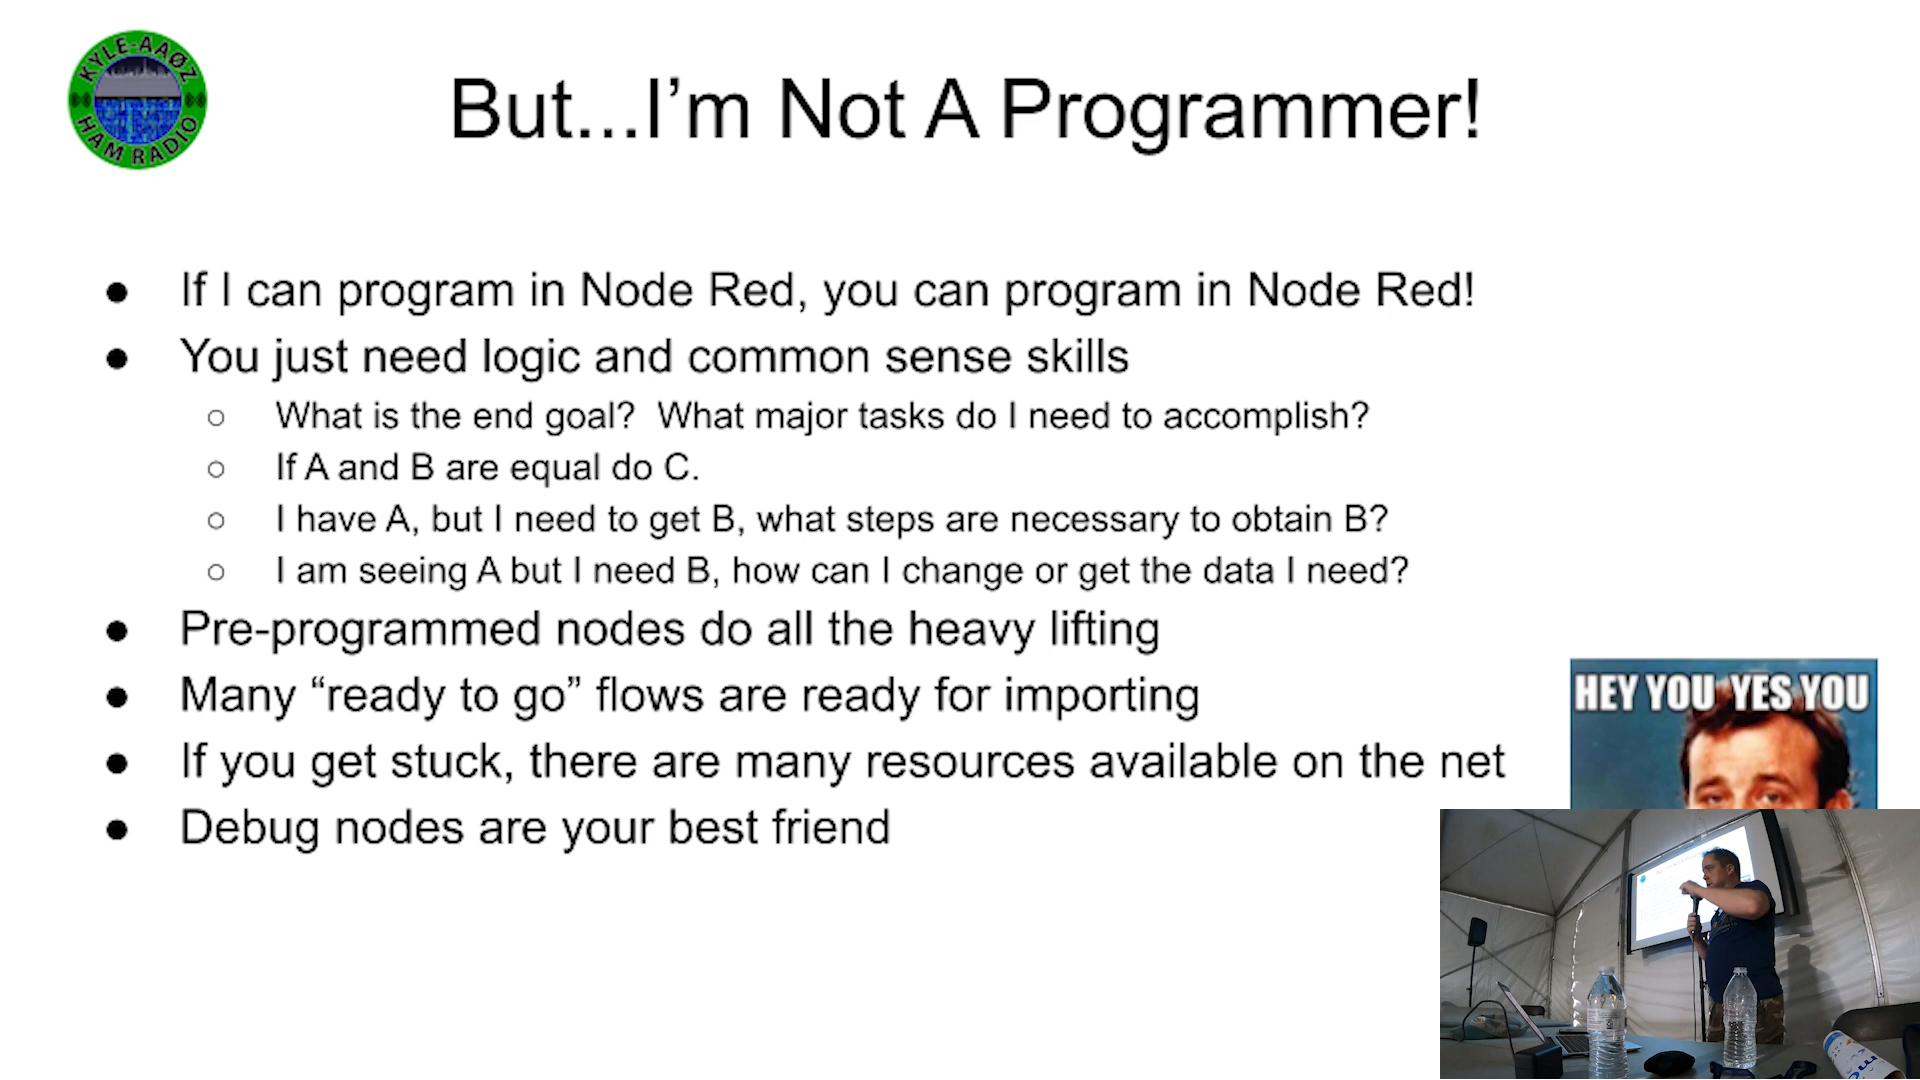 KYLE-AAØZ
HAM RADIO
But...I’m Not A Programmer!
● If I can program in Node Red, you can program in Node Red!
● You just need logic and common sense skills
○ What is the end goal?  What major tasks do I need to accomplish?
○ If A and B are equal do C.
○ I have A, but I need to get B, what steps are necessary to obtain B?
○ I am seeing A but I need B, how can I change or get the data I need?
● Pre-programmed nodes do all the heavy lifting
● Many “ready to go” flows are ready for importing
● If you get stuck, there are many resources available on the net
● Debug nodes are your best friend
HEY YOU YES YOU